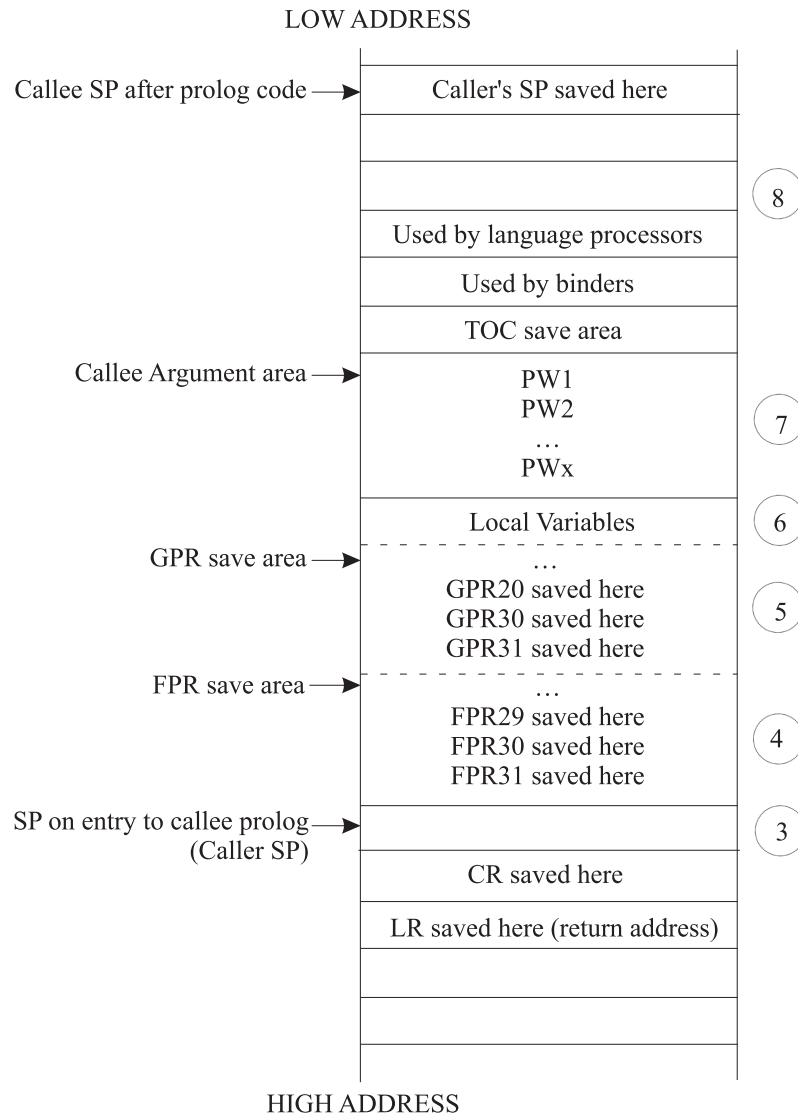 LOW ADDRESS
Callee SP after prolog code
Caller's SP saved here
8
Used by language processors
Used by binders
TOC save area
Callee Argument area
PW1
PW2
...
PWx
7
Local Variables
6
GPR save area
...
GPR20 saved here
GPR30 saved here
GPR31 saved here
5
FPR save area
...
FPR29 saved here
FPR30 saved here
FPR31 saved here
4
SP on entry to callee prolog
(Caller SP)
3
CR saved here
LR saved here (return address)
HIGH ADDRESS